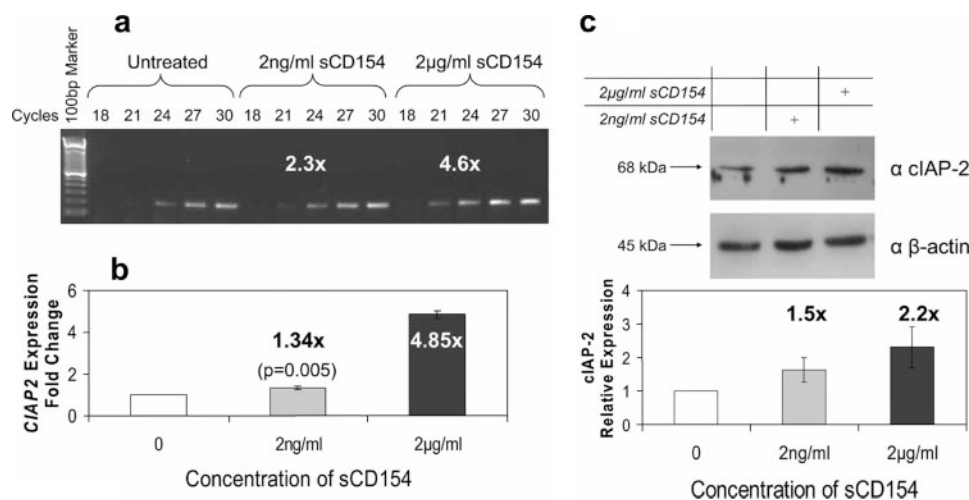 a
100bp Marker
Untreated 2ng/ml sCD154 2µg/ml sCD154
Cycles 18 21 24 27 30 18 21 24 27 30 18 21 24 27 30
2.3x 4.6x
b
CIAP2 Expression
Fold Change
6
4
2
0
1.34x
(p=0.005)
4.85x
0 2ng/ml 2µg/ml
Concentration of sCD154
c
2µg/ml sCD154 +
2ng/ml sCD154 +
68 kDa α cIAP-2
45 kDa α β-actin
cIAP-2
Relative Expression
4
3
2
1
0
1.5x 2.2x
0 2ng/ml 2µg/ml
Concentration of sCD154